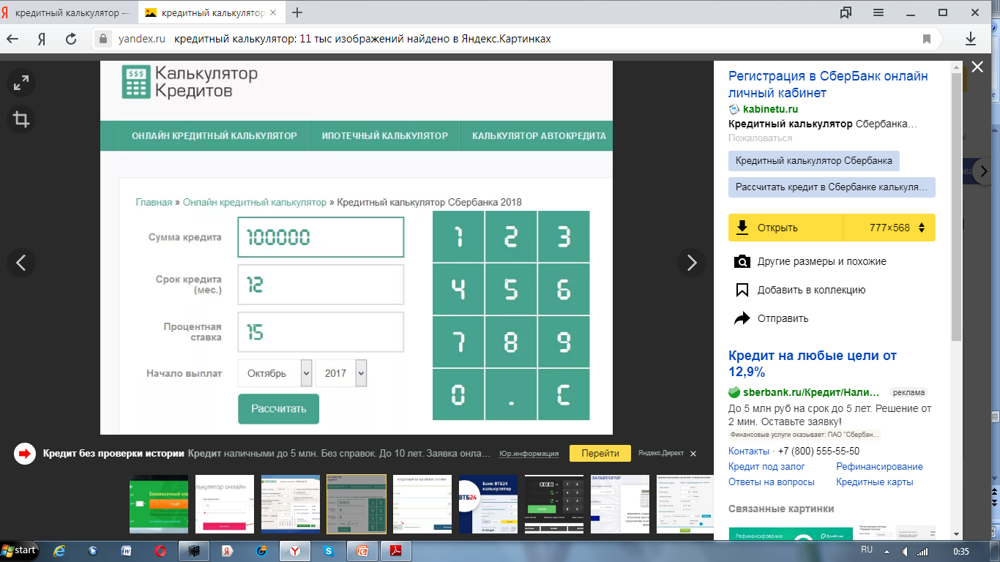 кредитный калькулятор —
кредитный калькулятор
yandex.ru кредитный калькулятор: 11 тыс изображений найдено в Яндекс.Картинках
$$$
Калькулятор
Кредитов
ОНЛАЙН КРЕДИТНЫЙ КАЛЬКУЛЯТОР ИПОТЕЧНЫЙ КАЛЬКУЛЯТОР КАЛЬКУЛЯТОР АВТОКРЕДИТА
Главная » Онлайн кредитный калькулятор » Кредитный калькулятор Сбербанка 2018
Сумма кредита 100000
Срок кредита
(мес.) 12
Процентная
ставка 15
Начало выплат Октябрь 2017
Рассчитать
1 2 3
4 5 6
7 8 9
0 . C
Регистрация в СберБанк онлайн
личный кабинет
kabinetu.ru
Кредитный калькулятор Сбербанка…
Пожаловаться
Кредитный калькулятор Сбербанка
Рассчитать кредит в Сбербанке калькуля…
Открыть 777×568
Другие размеры и похожие
Добавить в коллекцию
Отправить
Кредит на любые цели от
12,9%
sberbank.ru/Кредит/Нали… реклама
До 5 млн руб на срок до 5 лет. Решение от
2 мин. Оставьте заявку!
Финансовые услуги оказывает: ПАО "Сбербан...
Контакты · +7 (800) 555-55-50
Кредит под залог Рефинансирование
Ответы на вопросы Кредитные карты
Связанные картинки
Рефинансирование
Кредит без проверки истории Кредит наличными до 5 млн. Без справок. До 10 лет. Заявка онла… Юр.информация Перейти Яндекс.Директ
Банк ВТБ24
калькулятор
ВТБ24
start RU 0:35